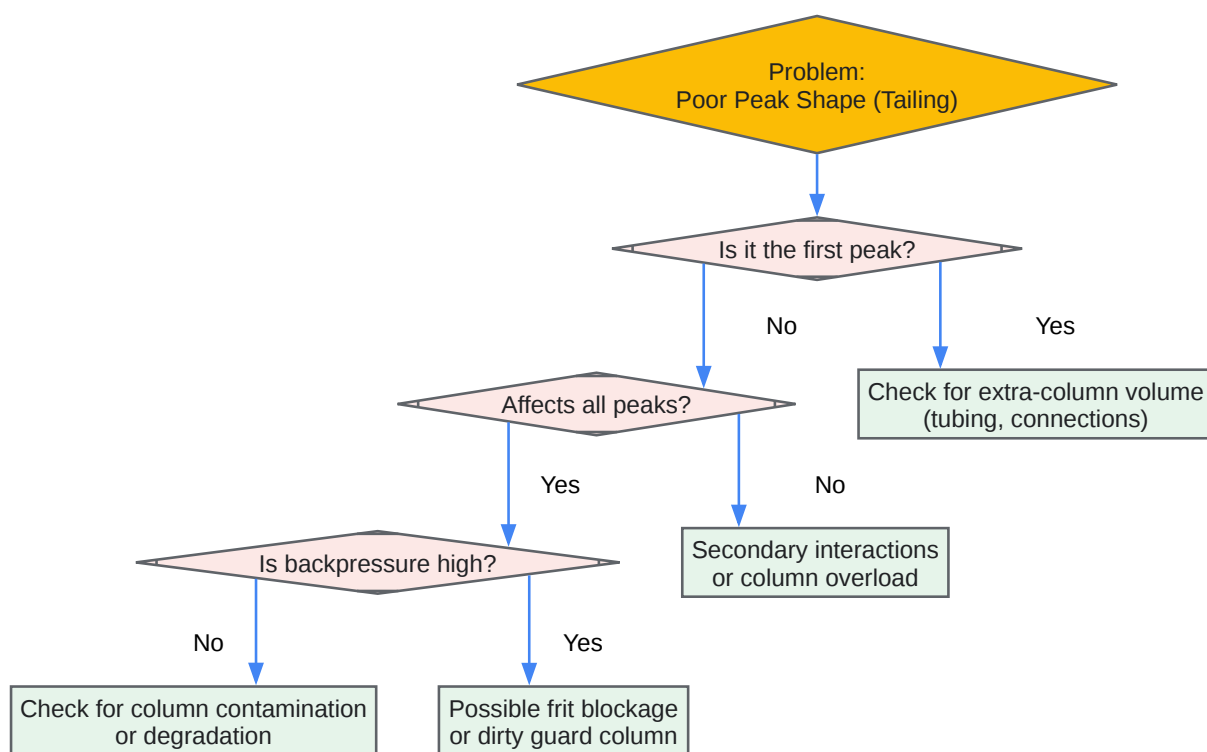 Problem:
Poor Peak Shape (Tailing)
Is it the first peak?
No
Yes
Affects all peaks?
Check for extra-column volume
(tubing, connections)
Yes
No
Is backpressure high?
Secondary interactions
or column overload
No
Yes
Check for column contamination
or degradation
Possible frit blockage
or dirty guard column